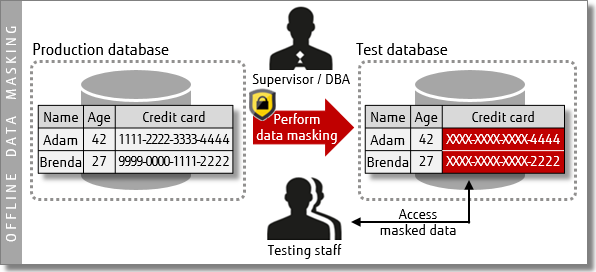 OFFLINE DATA MASKING
Production database
Name Age Credit card
Adam 42 1111-2222-3333-4444
Brenda 27 9999-0000-1111-2222
Supervisor / DBA
Perform
data masking
Test database
Name Age Credit card
Adam 42 XXXX-XXXX-XXXX-4444
Brenda 27 XXXX-XXXX-XXXX-2222
Testing staff
Access
masked data